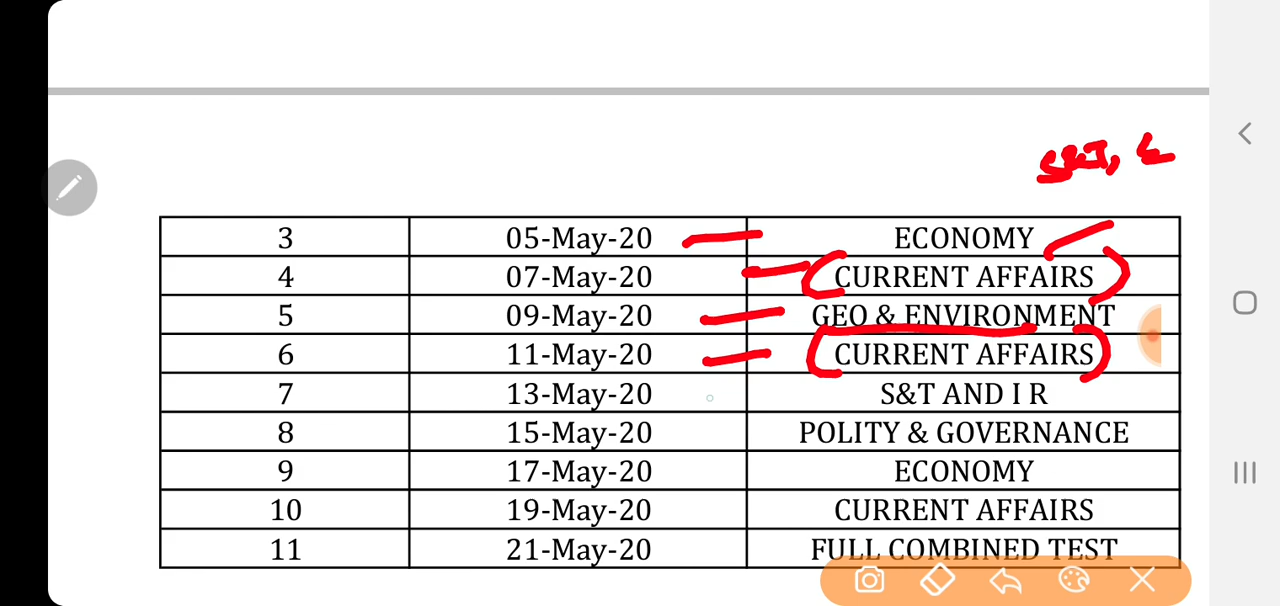 S&T, &
3 05-May-20 ECONOMY
4 07-May-20 CURRENT AFFAIRS
5 09-May-20 GEO & ENVIRONMENT
6 11-May-20 CURRENT AFFAIRS
7 13-May-20 S&T AND I R
8 15-May-20 POLITY & GOVERNANCE
9 17-May-20 ECONOMY
10 19-May-20 CURRENT AFFAIRS
11 21-May-20 FULL COMBINED TEST